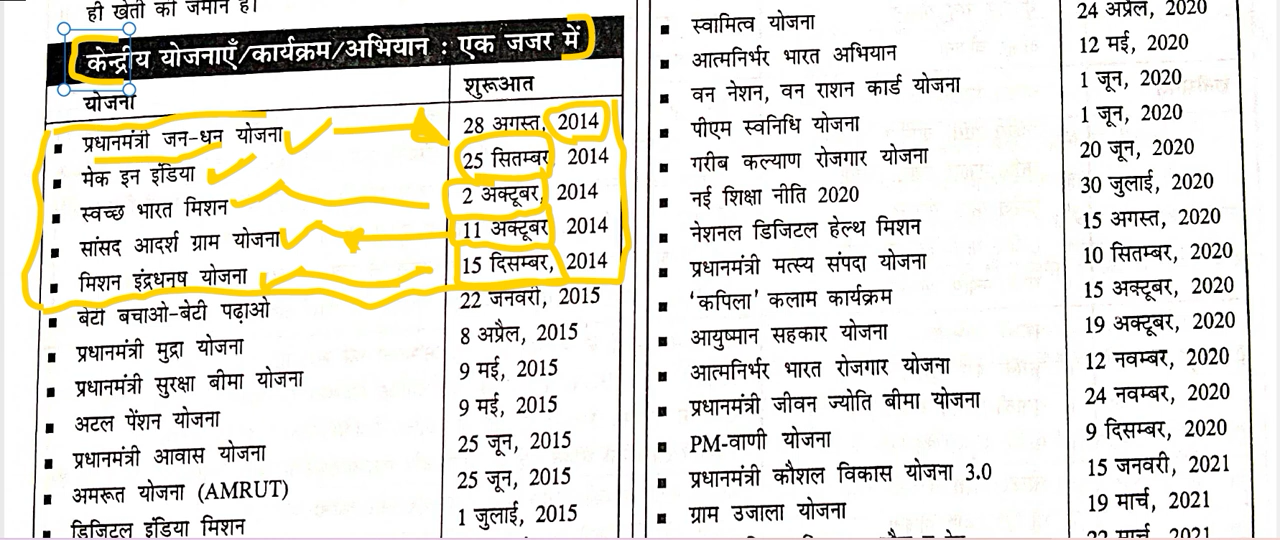 ही खेती की जमीन है।
केन्द्रीय योजनाएँ/कार्यक्रम/अभियान : एक जजर में
योजना शुरूआत
▪ प्रधानमंत्री जन-धन योजना 28 अगस्त, 2014
▪ मेक इन इंडिया 25 सितम्बर, 2014
▪ स्वच्छ भारत मिशन 2 अक्टूबर, 2014
▪ सांसद आदर्श ग्राम योजना 11 अक्टूबर, 2014
▪ मिशन इंद्रधनष योजना 15 दिसम्बर, 2014
▪ बेटी बचाओ-बेटी पढ़ाओ 22 जनवरी, 2015
▪ प्रधानमंत्री मुद्रा योजना 8 अप्रैल, 2015
▪ प्रधानमंत्री सुरक्षा बीमा योजना 9 मई, 2015
▪ अटल पेंशन योजना 9 मई, 2015
▪ प्रधानमंत्री आवास योजना 25 जून, 2015
▪ अमरूत योजना (AMRUT) 25 जून, 2015
▪ डिजिटल इंडिया मिशन 1 जुलाई, 2015
▪ स्वामित्व योजना 24 अप्रैल, 2020
▪ आत्मनिर्भर भारत अभियान 12 मई, 2020
▪ वन नेशन, वन राशन कार्ड योजना 1 जून, 2020
▪ पीएम स्वनिधि योजना 1 जून, 2020
▪ गरीब कल्याण रोजगार योजना 20 जून, 2020
▪ नई शिक्षा नीति 2020 30 जुलाई, 2020
▪ नेशनल डिजिटल हेल्थ मिशन 15 अगस्त, 2020
▪ प्रधानमंत्री मत्स्य संपदा योजना 10 सितम्बर, 2020
▪ ‘कपिला’ कलाम कार्यक्रम 15 अक्टूबर, 2020
▪ आयुष्मान सहकार योजना 19 अक्टूबर, 2020
▪ आत्मनिर्भर भारत रोजगार योजना 12 नवम्बर, 2020
▪ प्रधानमंत्री जीवन ज्योति बीमा योजना 24 नवम्बर, 2020
▪ PM-वाणी योजना 9 दिसम्बर, 2020
▪ प्रधानमंत्री कौशल विकास योजना 3.0 15 जनवरी, 2021
▪ ग्राम उजाला योजना 19 मार्च, 2021